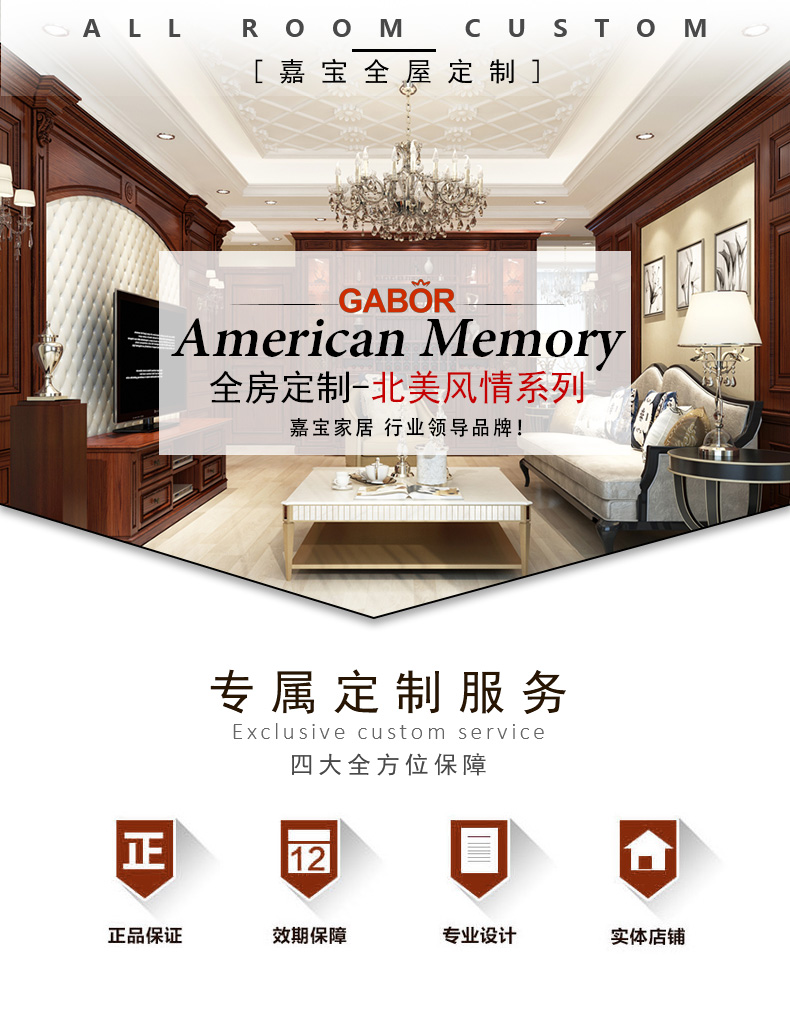 ALL ROOM CUSTOM
[嘉宝全屋定制]
GABOR
American Memory
全房定制-北美风情系列
嘉宝家居 行业领导品牌!
专属定制服务
Exclusive custom service
四大全方位保障
正
12
正品保证
效期保障
专业设计
实体店铺